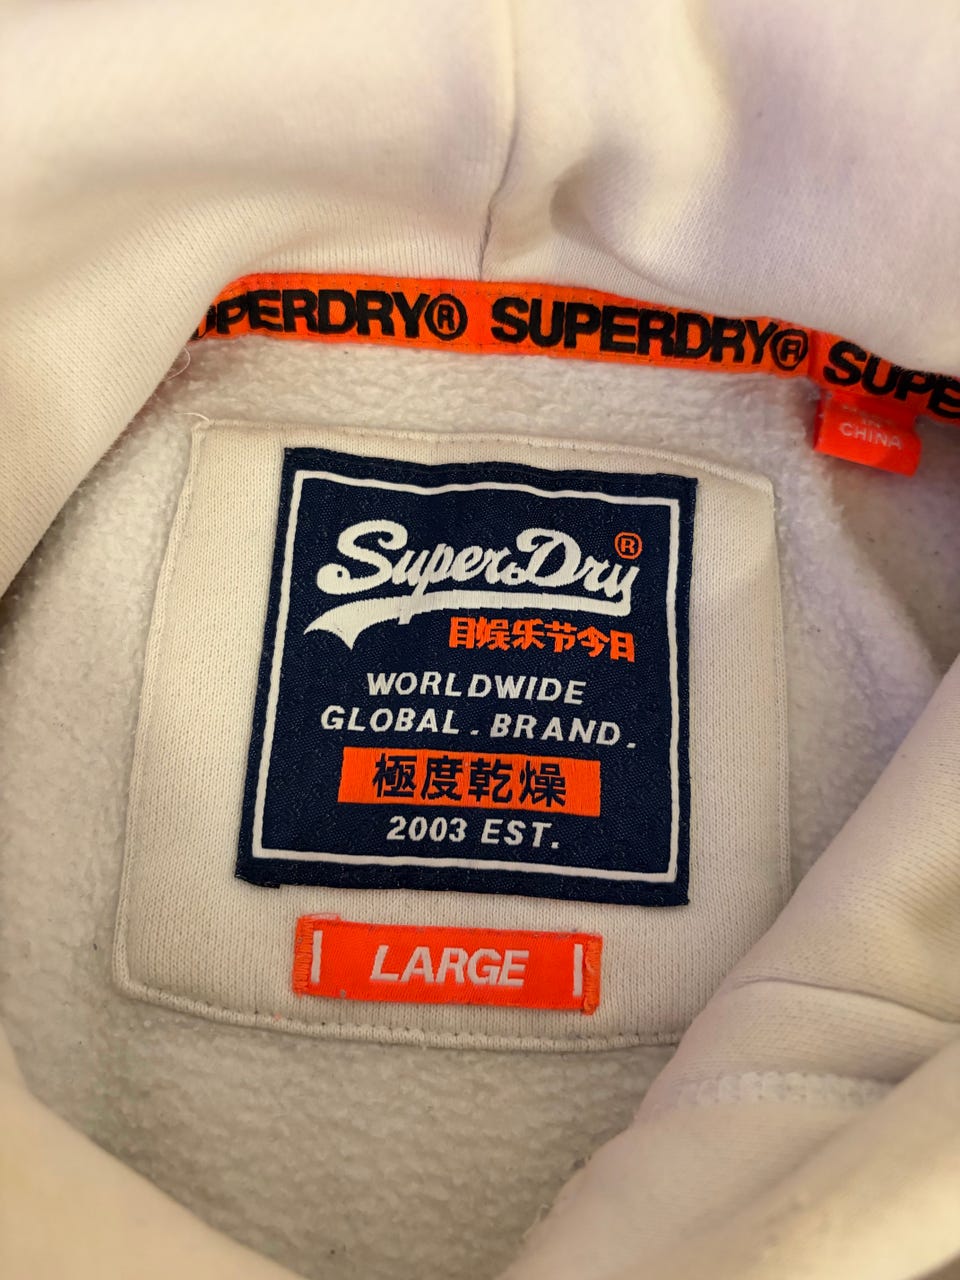 SUPERDRY® SUPERDRY® SUPE
CHINA
SuperDry®
目娱乐节今日
WORLDWIDE
GLOBAL . BRAND .
極度乾燥
2003 EST.
LARGE